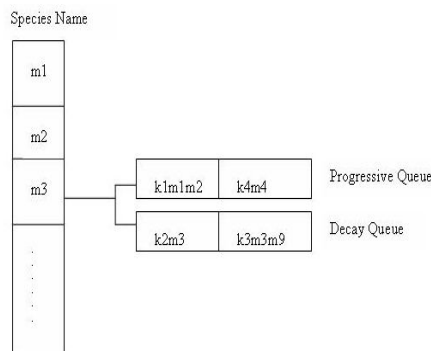 Species Name
m1
m2
m3
k1m1m2 k4m4 Progressive Queue
k2m3 k3m3m9 Decay Queue